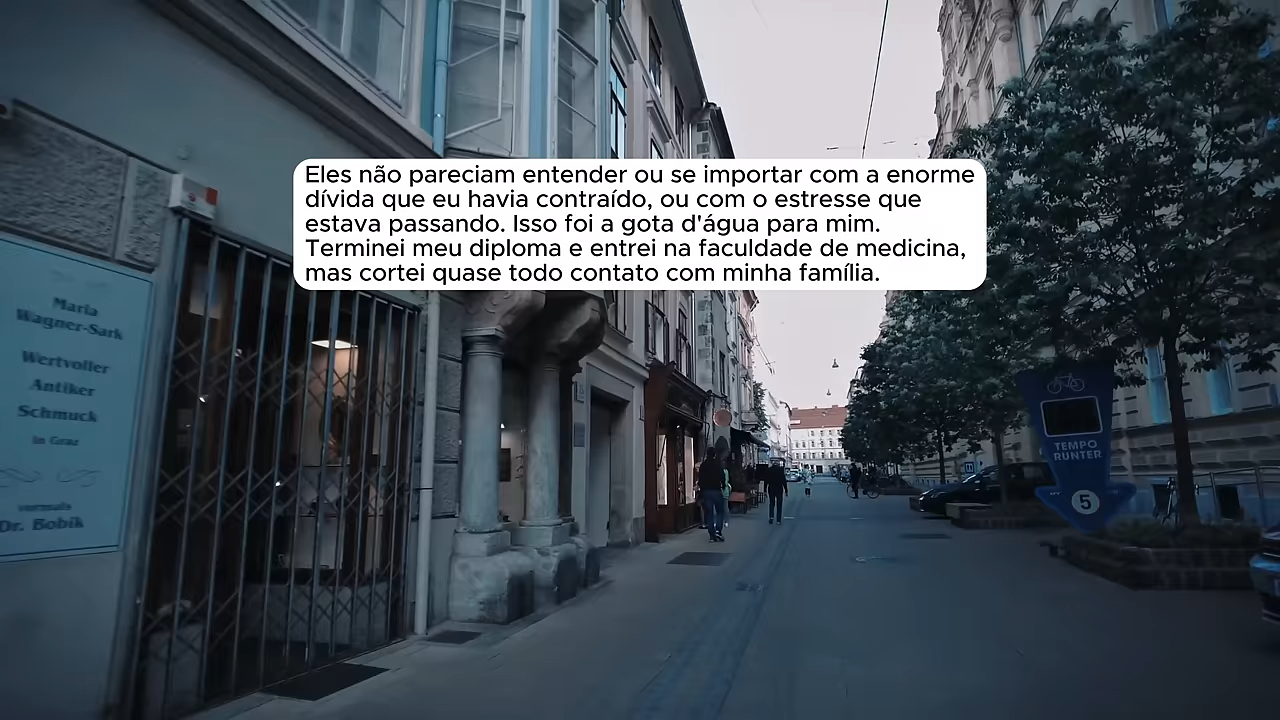 Eles não pareciam entender ou se importar com a enorme
dívida que eu havia contraído, ou com o estresse que
estava passando. Isso foi a gota d'água para mim.
Terminei meu diploma e entrei na faculdade de medicina,
mas cortei quase todo contato com minha família.
Marla
Wagner-Sark
Wertvoller
Antiker
Schmuck
in Graz
vormals
Dr. Bobik
TEMPO
RUNTER
5